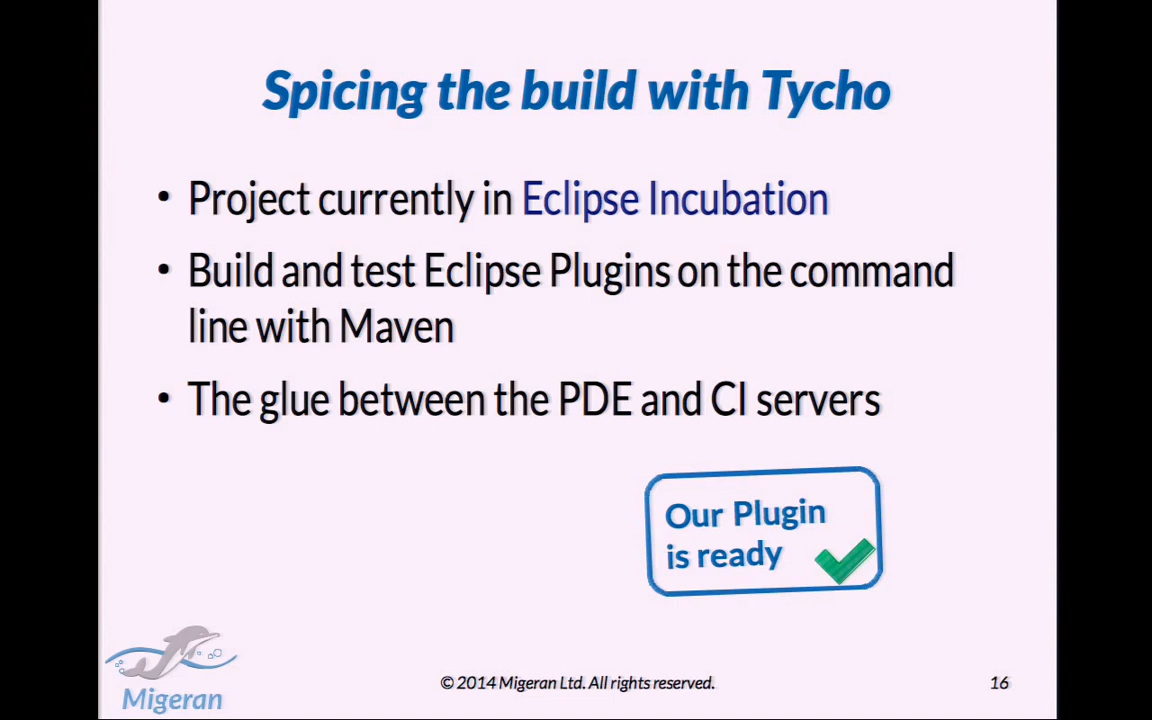 Spicing the build with Tycho
• Project currently in Eclipse Incubation
• Build and test Eclipse Plugins on the command
line with Maven
• The glue between the PDE and CI servers
Our Plugin
is ready
Migeran
© 2014 Migeran Ltd. All rights reserved.
16